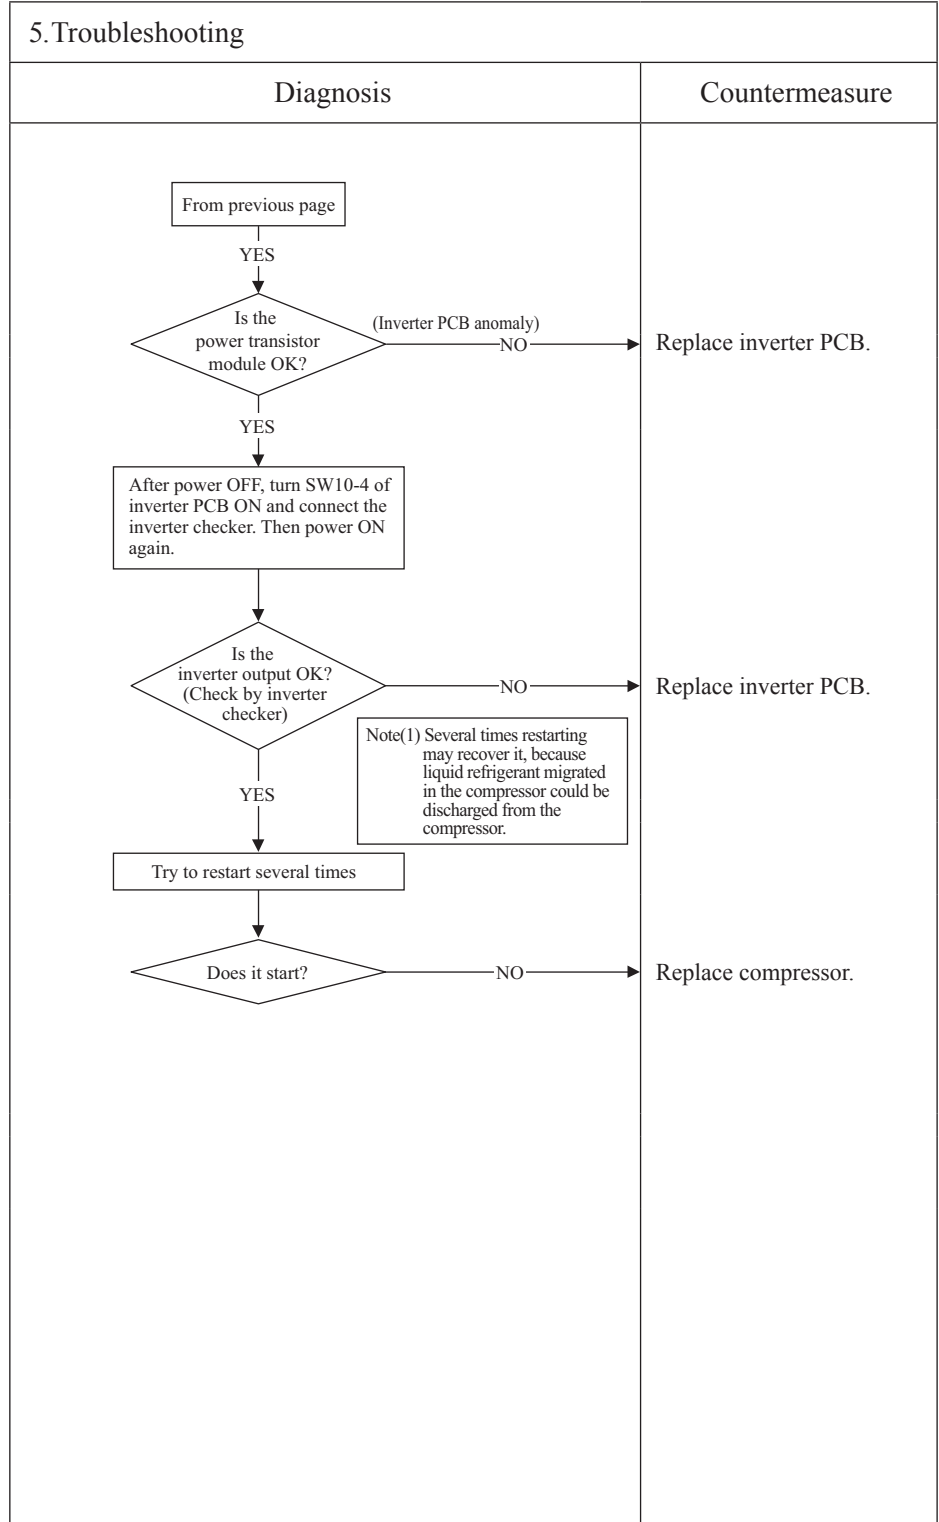 5.Troubleshooting
Diagnosis
Countermeasure
From previous page
YES
Is the
power transistor
module OK?
(Inverter PCB anomaly)
NO
Replace inverter PCB.
YES
After power OFF, turn SW10-4 of
inverter PCB ON and connect the
inverter checker. Then power ON
again.
Is the
inverter output OK?
(Check by inverter
checker)
NO
Replace inverter PCB.
Note(1) Several times restarting
may recover it, because
liquid refrigerant migrated
in the compressor could be
discharged from the
compressor.
YES
Try to restart several times
Does it start?
NO
Replace compressor.